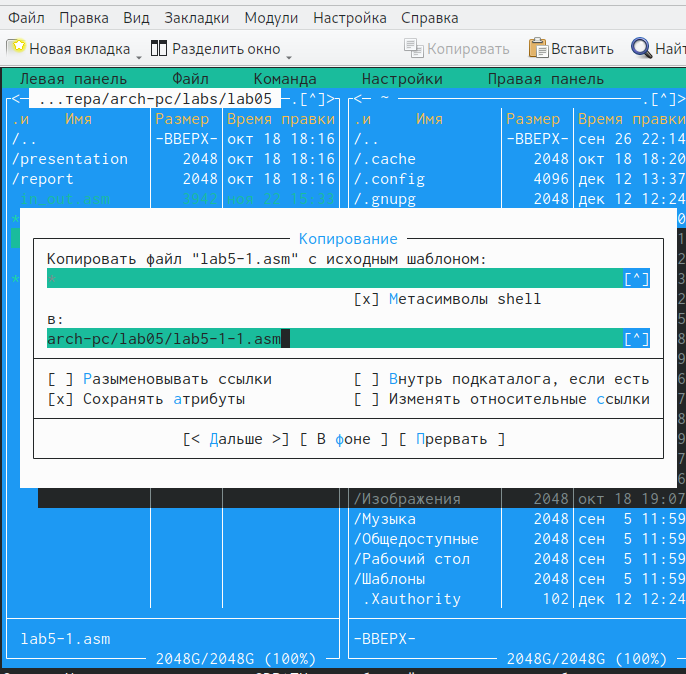 Файл Правка Вид Закладки Модули Настройка Справка
Новая вкладка Разделить окно Копировать Вставить Найт
Левая панель Файл Команда Настройки Правая панель
<— ...тера/arch-pc/labs/lab05 —.[^]> <— ~ —.[^]>
.и Имя Размер Время правки .и Имя Размер Время правки
/.. -ВВЕРХ- окт 18 18:16 /.. -ВВЕРХ- сен 26 22:14
/presentation 2048 окт 18 18:16 /.cache 2048 окт 18 18:20
/report 2048 окт 18 18:16 /.config 4096 дек 12 13:37
in_out.asm 3942 ноя 22 15:33 /.gnupg 2048 дек 12 12:24
Копирование
Копировать файл "lab5-1.asm" с исходным шаблоном:
[^]
[x] Метасимволы shell
в:
arch-pc/lab05/lab5-1-1.asm [^]
[ ] Разыменовывать ссылки [ ] Внутрь подкаталога, если есть
[x] Сохранять атрибуты [ ] Изменять относительные ссылки
[< Дальше >] [ В фоне ] [ Прервать ]
/Изображения 2048 окт 18 19:07
/Музыка 2048 сен 5 11:59
/Общедоступные 2048 сен 5 11:59
/Рабочий стол 2048 сен 5 11:59
/Шаблоны 2048 сен 5 11:59
.Xauthority 102 дек 12 12:24
lab5-1.asm -ВВЕРХ-
2048G/2048G (100%) 2048G/2048G (100%)